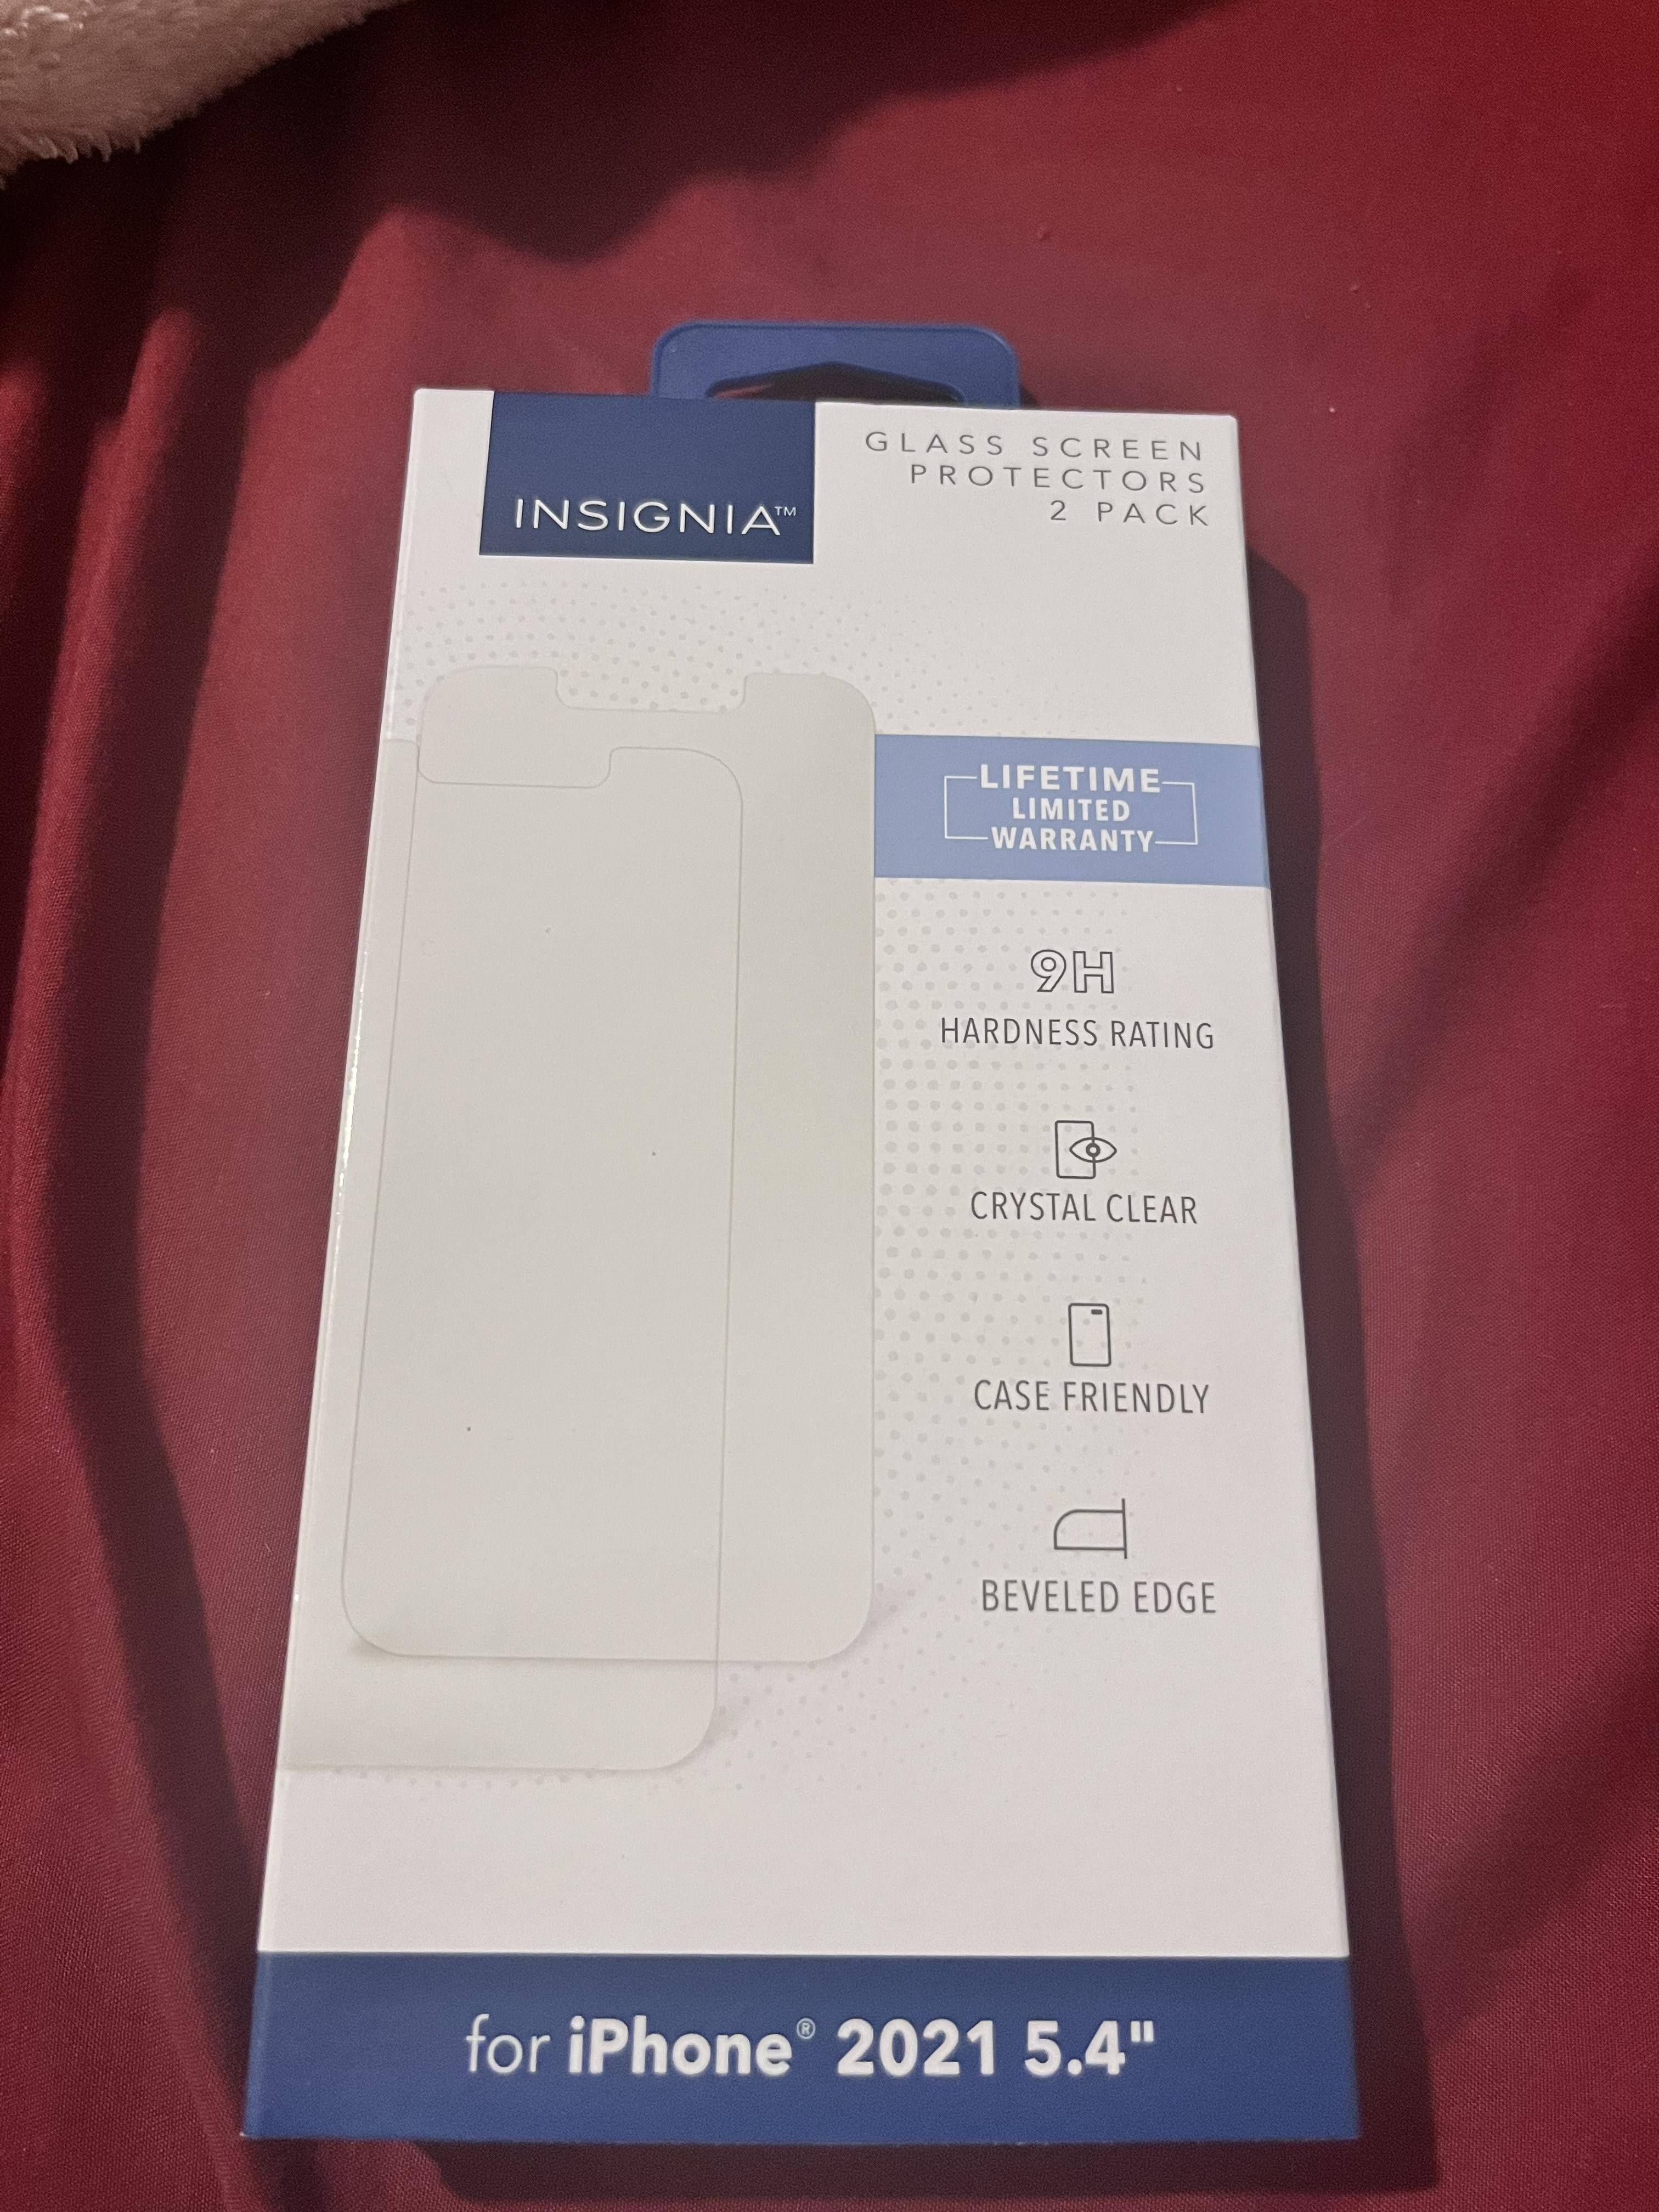 INSIGNIA™
GLASS SCREEN
PROTECTORS
2 PACK
LIFETIME
LIMITED
WARRANTY
9H
HARDNESS RATING
CRYSTAL CLEAR
CASE FRIENDLY
BEVELED EDGE
for iPhone® 2021 5.4"